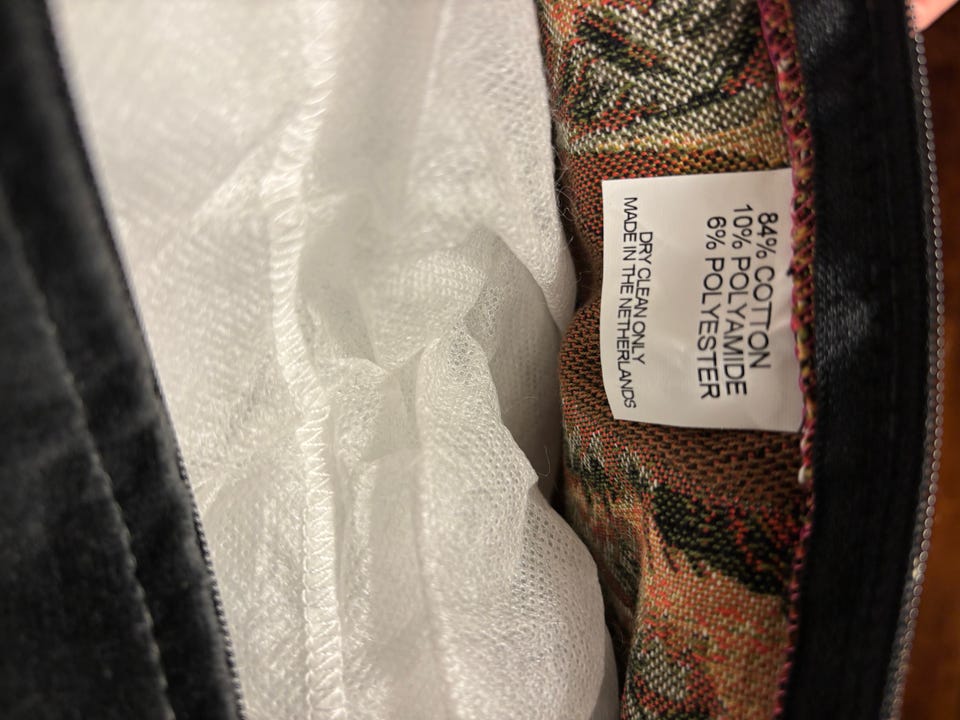 84% COTTON
10% POLYAMIDE
6% POLYESTER
DRY CLEAN ONLY
MADE IN THE NETHERLANDS